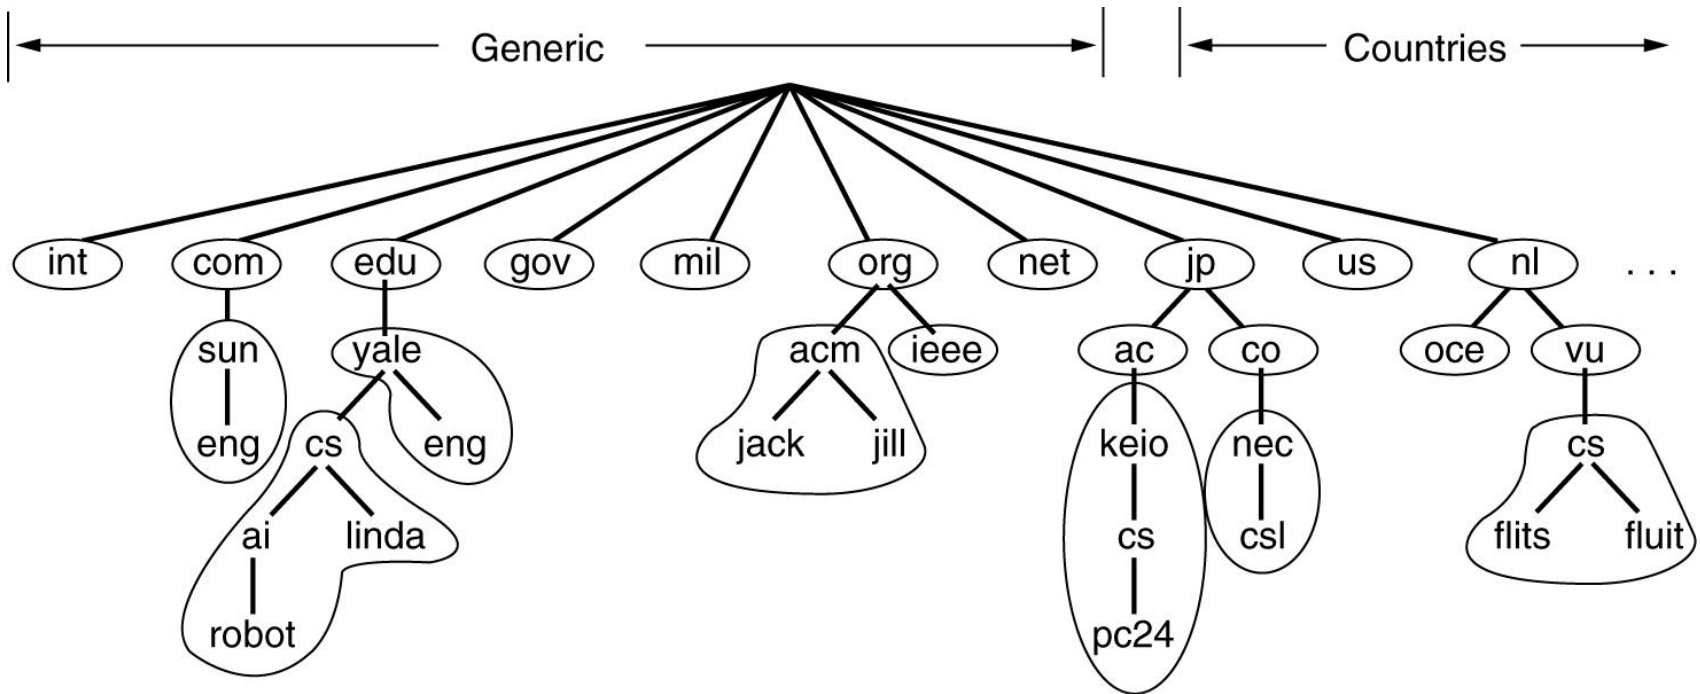 Generic Countries
int com edu gov mil org net jp us nl . . .
sun yale acm ieee ac co oce vu
eng cs eng jack jill keio nec cs
ai linda cs csl flits fluit
robot pc24